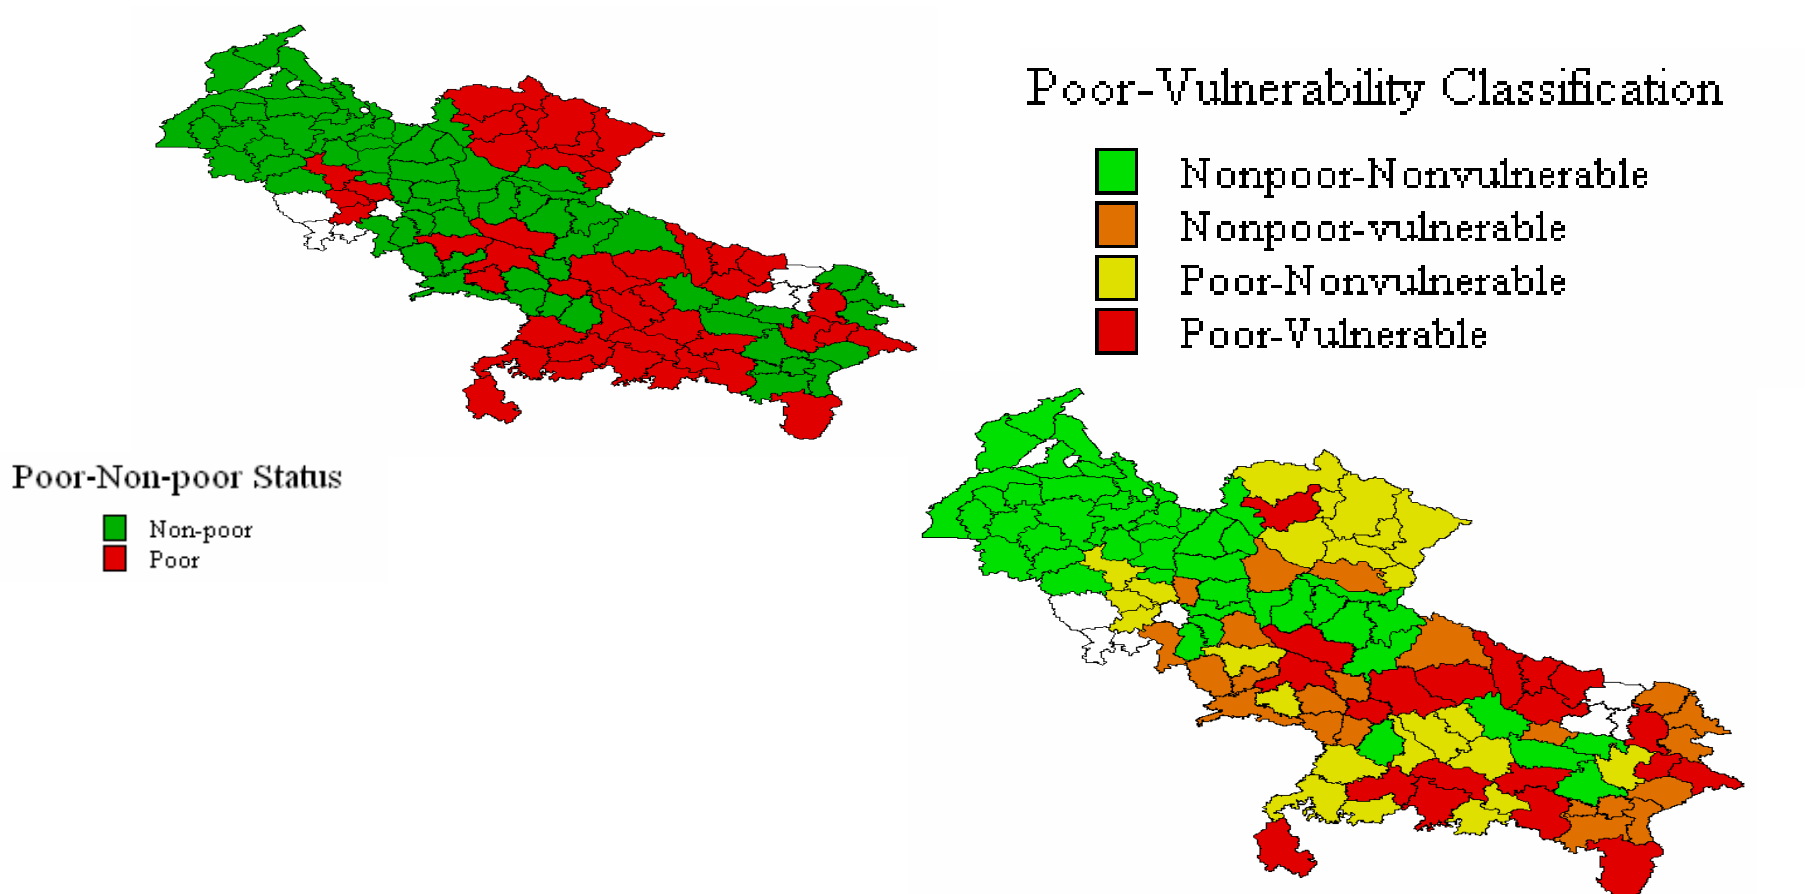 Poor-Vulnerability Classification
Nonpoor-Nonvulnerable
Nonpoor-vulnerable
Poor-Nonvulnerable
Poor-Vulnerable
Poor-Non-poor Status
Non-poor
Poor